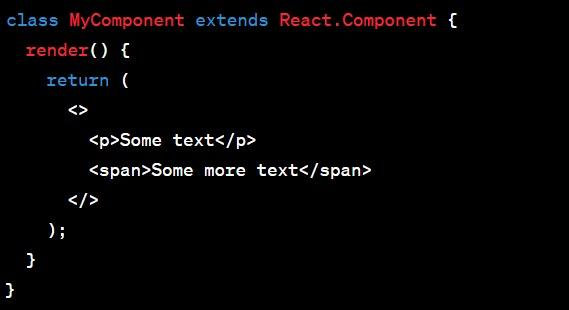 class MyComponent extends React.Component {
  render() {
    return (
      <>
        <p>Some text</p>
        <span>Some more text</span>
      </>
    );
  }
}